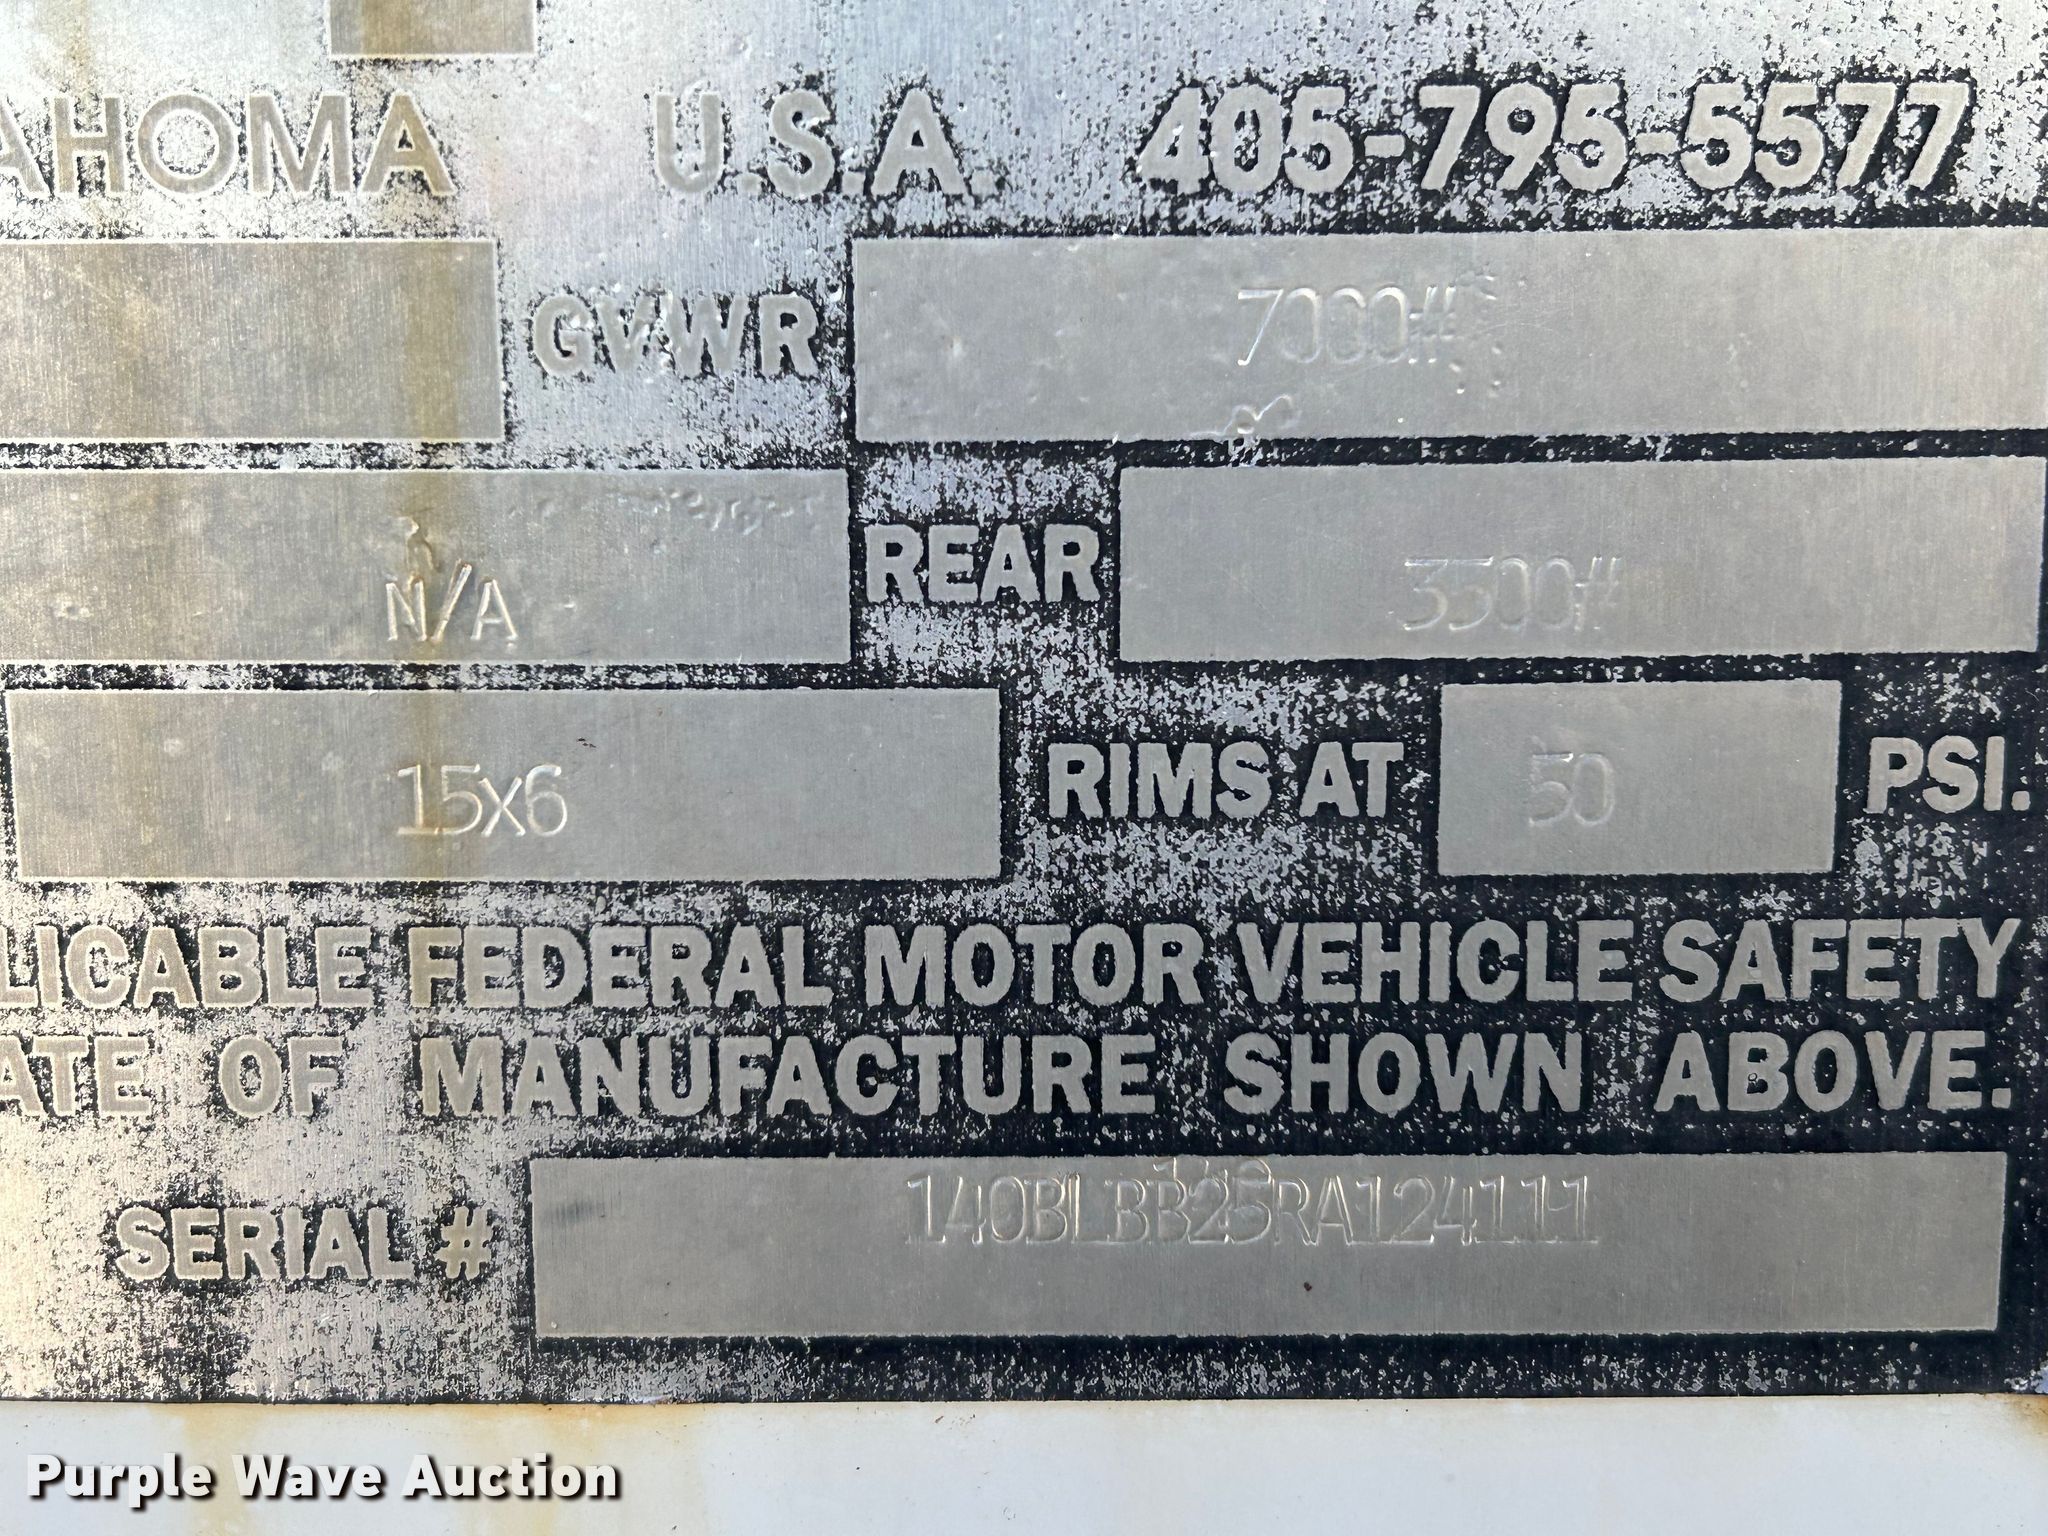 AHOMA U.S.A. 405-795-5577
GVWR 7000#
N/A REAR 3500#
15x6 RIMS AT 50 PSI.
LICABLE FEDERAL MOTOR VEHICLE SAFETY
ATE OF MANUFACTURE SHOWN ABOVE.
SERIAL # 140BLBB25RA124111
Purple Wave Auction